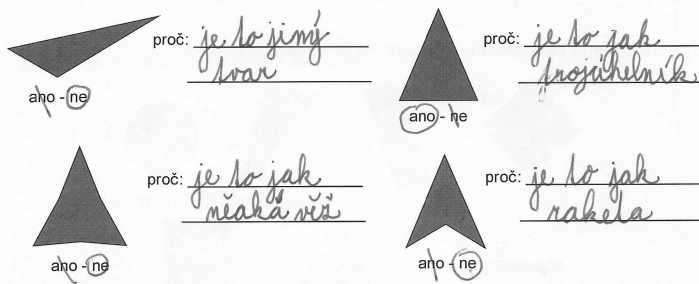 proč: je to jiný
tvar
ano - ne
proč: je to jak
trojúhelník
ano - ne
proč: je to jak
něaká věž
ano - ne
proč: je to jak
raketa
ano - ne